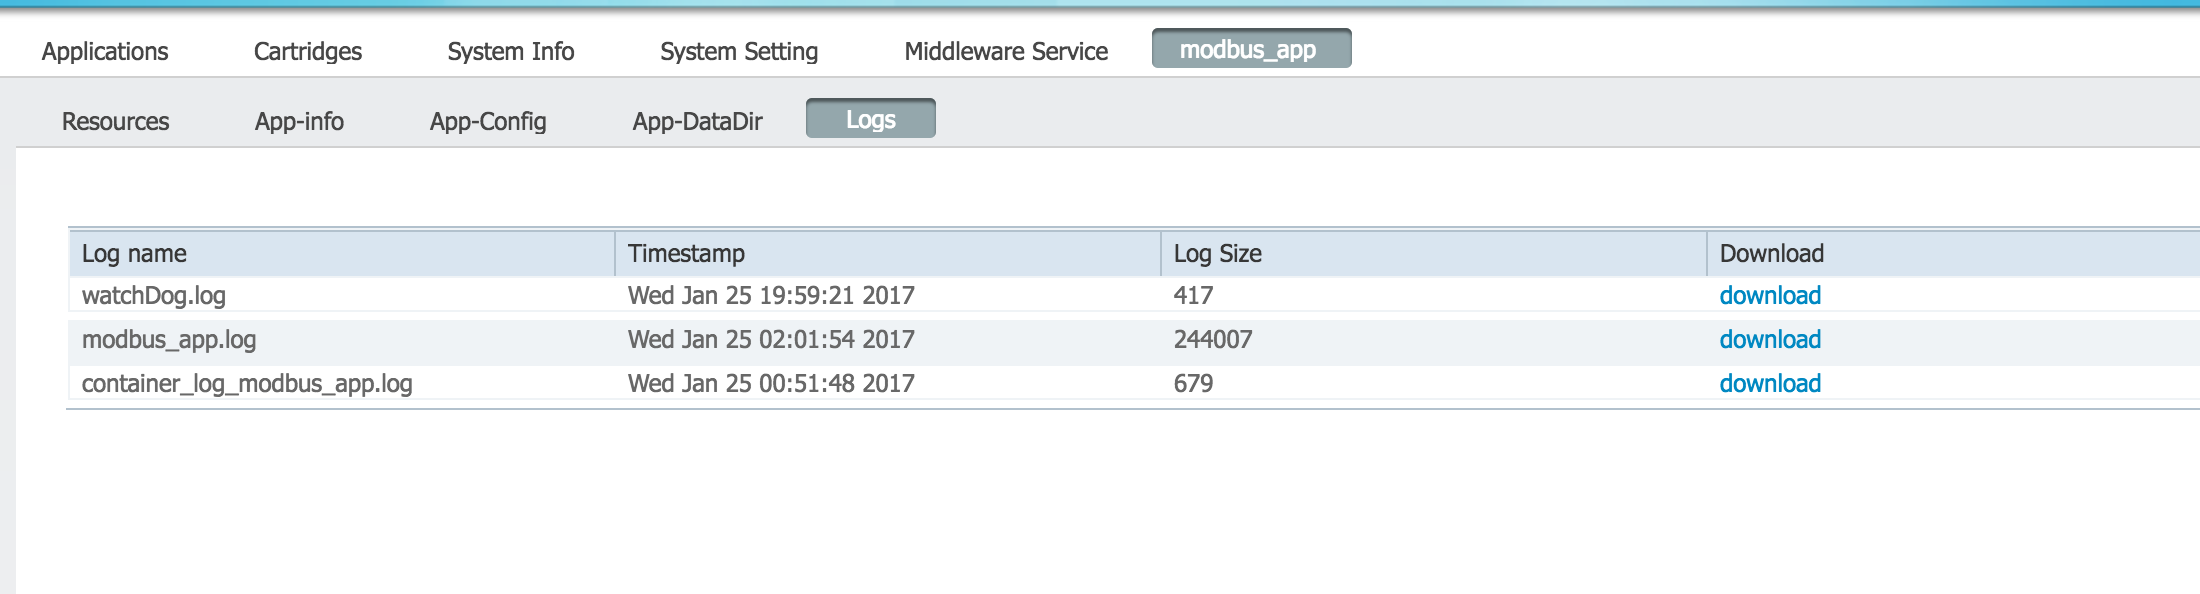 Applications Cartridges System Info System Setting Middleware Service modbus_app
Resources App-info App-Config App-DataDir Logs
Log name Timestamp Log Size Download
watchDog.log Wed Jan 25 19:59:21 2017 417 download
modbus_app.log Wed Jan 25 02:01:54 2017 244007 download
container_log_modbus_app.log Wed Jan 25 00:51:48 2017 679 download